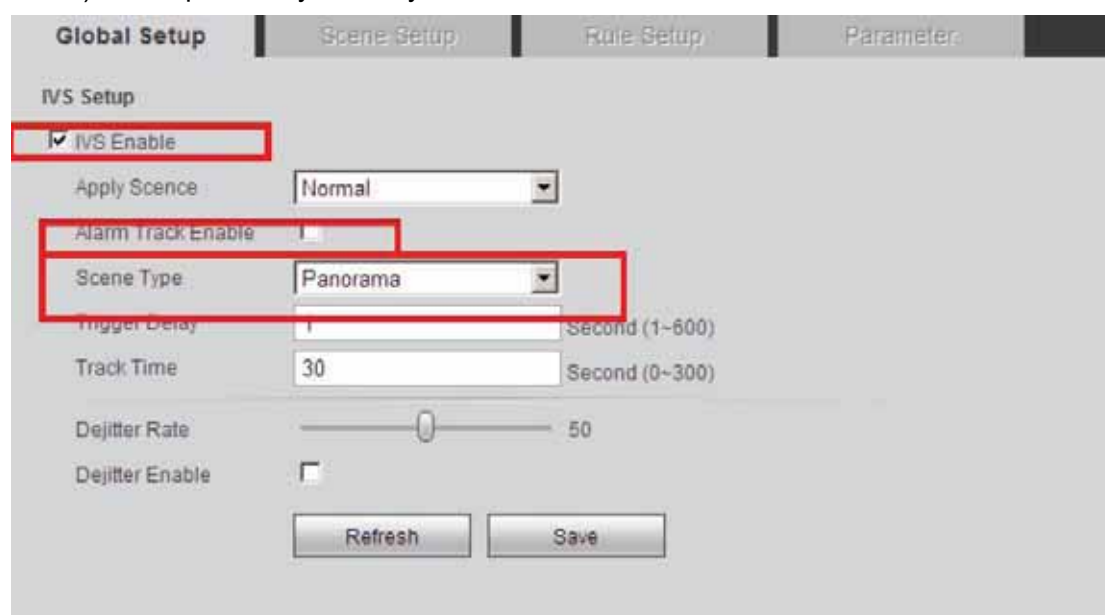 Global Setup Scene Setup Rule Setup Parameter
IVS Setup
IVS Enable
Apply Scence Normal
Alarm Track Enable
Scene Type Panorama
Trigger Delay 1 Second (1~600)
Track Time 30 Second (0~300)
Dejitter Rate 50
Dejitter Enable
Refresh Save